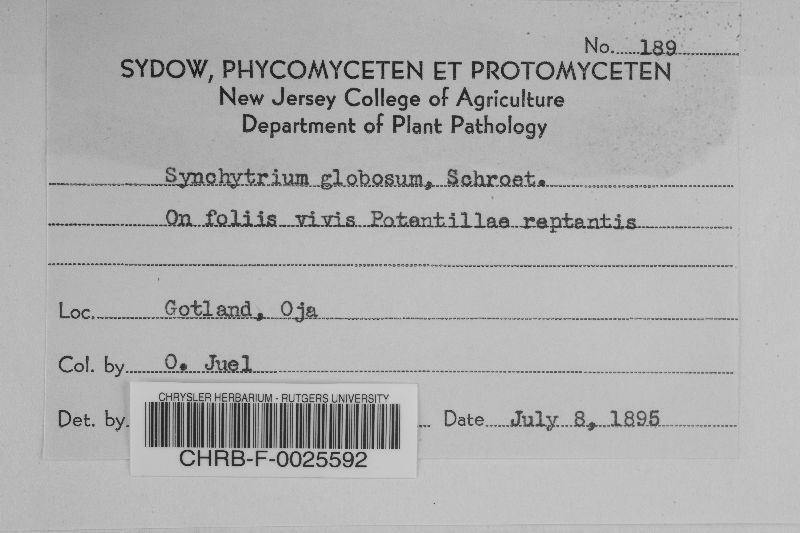 No. 189
SYDOW, PHYCOMYCETEN ET PROTOMYCETEN
New Jersey College of Agriculture
Department of Plant Pathology
Synchytrium globosum, Schroet.
On foliis vivis Potentillae reptantis
Loc. Gotland, Oja
Col. by O. Juel
Det. by Date July 8, 1895
CHRYSLER HERBARIUM - RUTGERS UNIVERSITY
CHRB-F-0025592